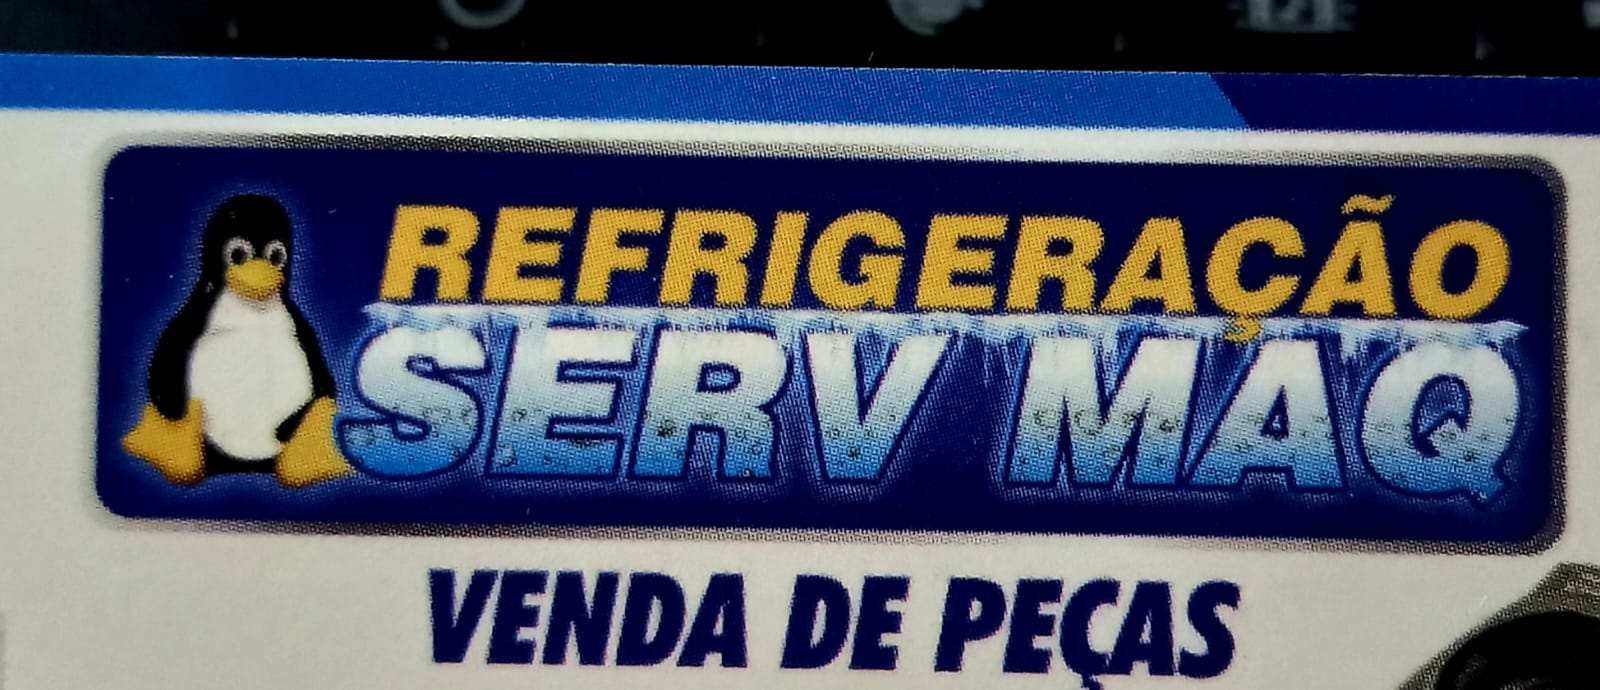 REFRIGERAÇÃO
SERV MAQ
VENDA DE PEÇAS